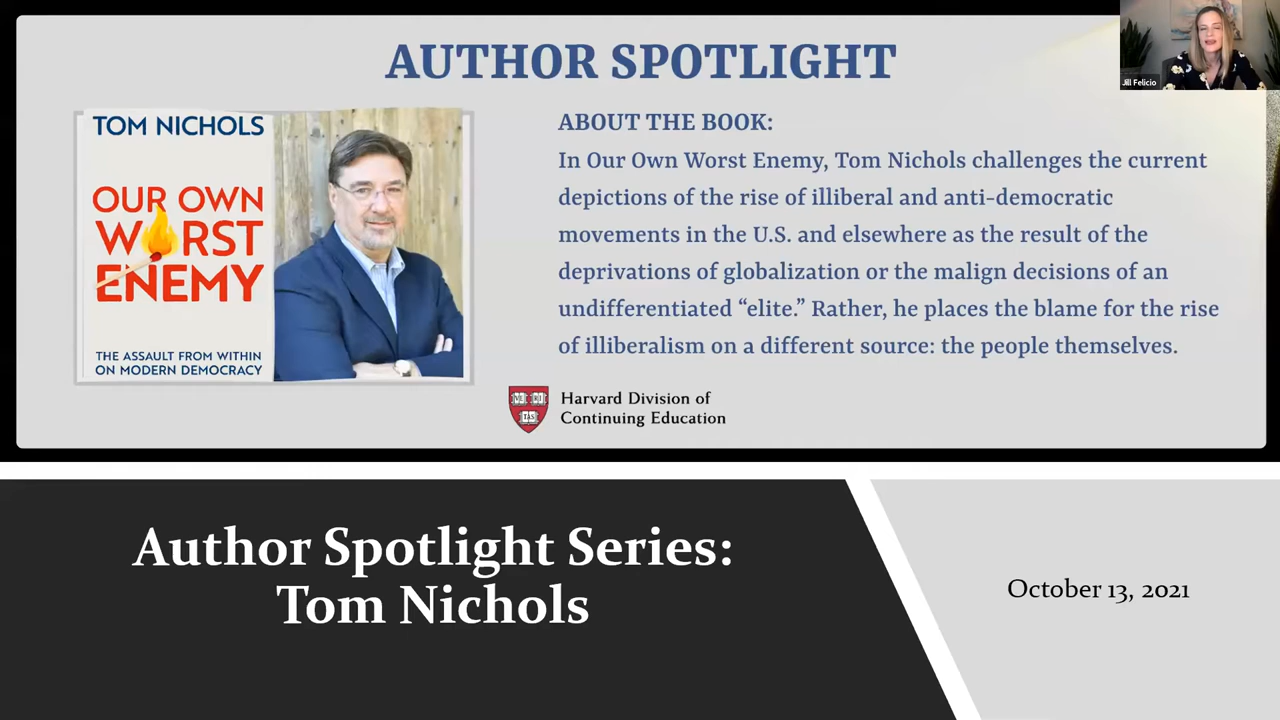 AUTHOR SPOTLIGHT
Jill Felicio
TOM NICHOLS
OUR OWN
WORST
ENEMY
THE ASSAULT FROM WITHIN
ON MODERN DEMOCRACY
ABOUT THE BOOK:
In Our Own Worst Enemy, Tom Nichols challenges the current
depictions of the rise of illiberal and anti-democratic
movements in the U.S. and elsewhere as the result of the
deprivations of globalization or the malign decisions of an
undifferentiated “elite.” Rather, he places the blame for the rise
of illiberalism on a different source: the people themselves.
VE RI
TAS
Harvard Division of
Continuing Education
Author Spotlight Series:
Tom Nichols
October 13, 2021